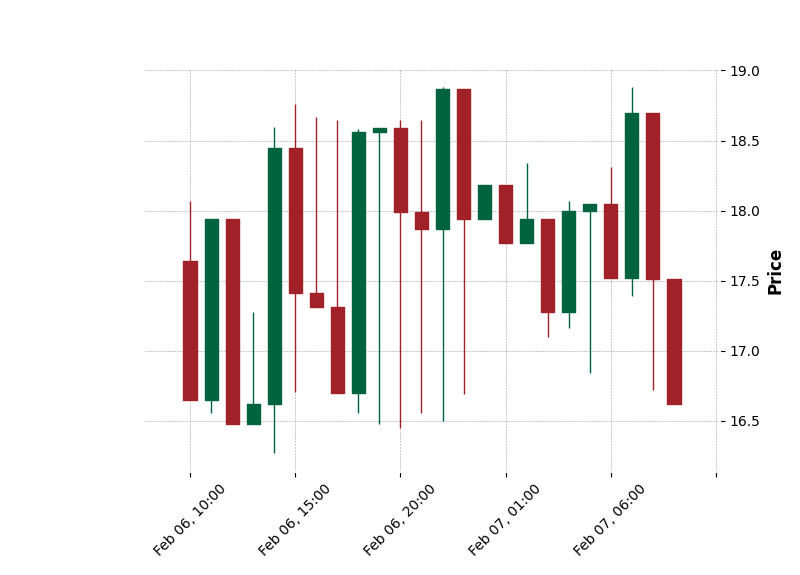 19.0
18.5
18.0
17.5
17.0
16.5
Price
Feb 06, 10:00
Feb 06, 15:00
Feb 06, 20:00
Feb 07, 01:00
Feb 07, 06:00